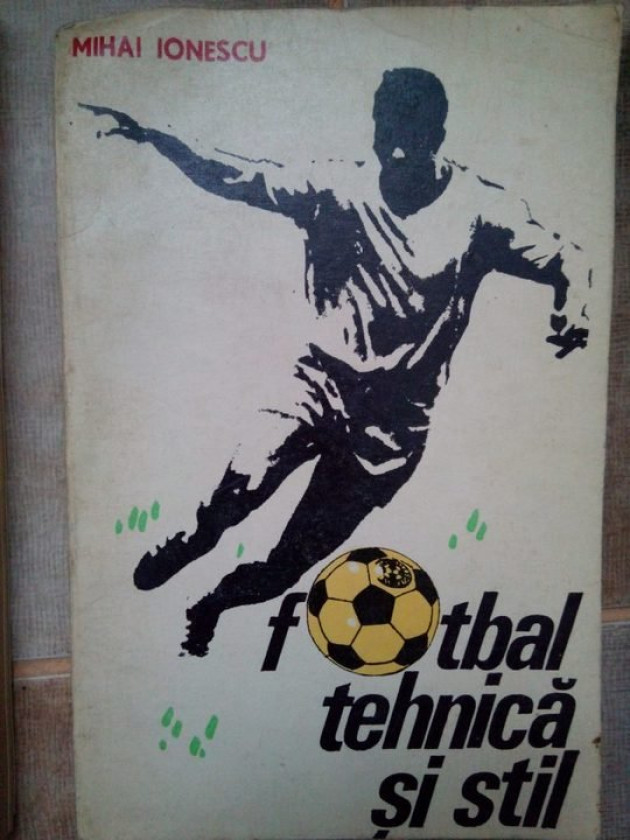 MIHAI IONESCU
fotbal
tehnică
și stil